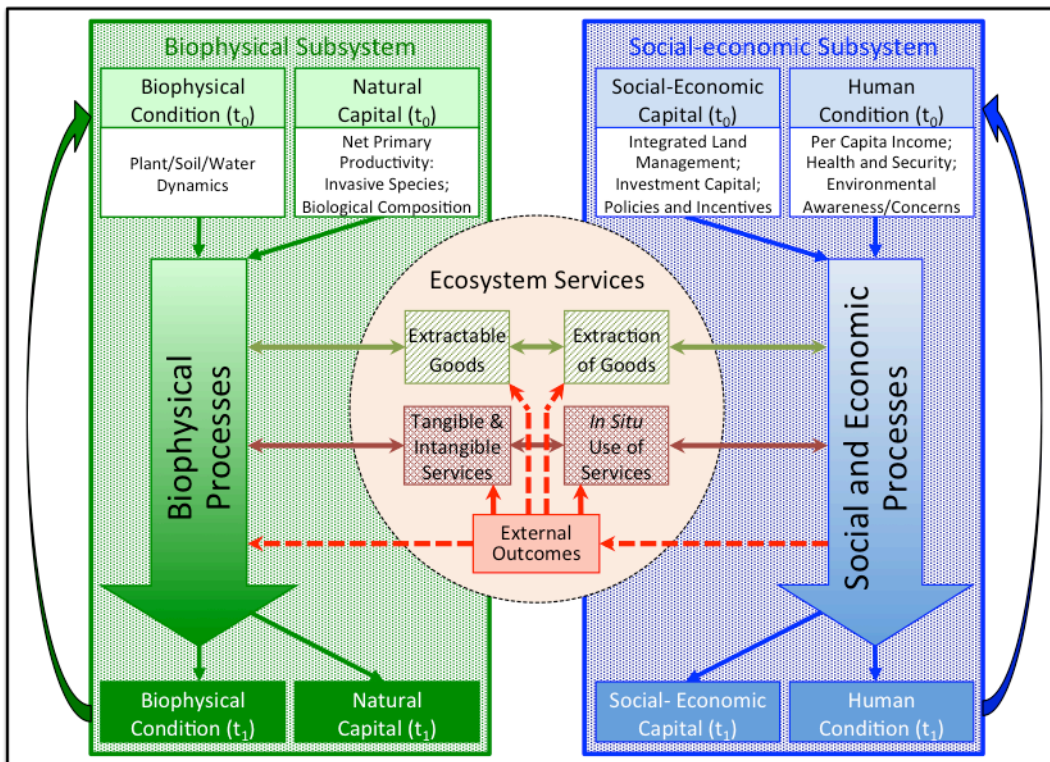 Biophysical Subsystem
Social-economic Subsystem
Biophysical
Condition (t0)
Natural
Capital (t0)
Social-Economic
Capital (t0)
Human
Condition (t0)
Plant/Soil/Water
Dynamics
Net Primary
Productivity:
Invasive Species;
Biological Composition
Integrated Land
Management;
Investment Capital;
Policies and Incentives
Per Capita Income;
Health and Security;
Environmental
Awareness/Concerns
Ecosystem Services
Extractable
Goods
Extraction
of Goods
Tangible &
Intangible
Services
In Situ
Use of
Services
External
Outcomes
Biophysical
Processes
Social and Economic
Processes
Biophysical
Condition (t1)
Natural
Capital (t1)
Social- Economic
Capital (t1)
Human
Condition (t1)